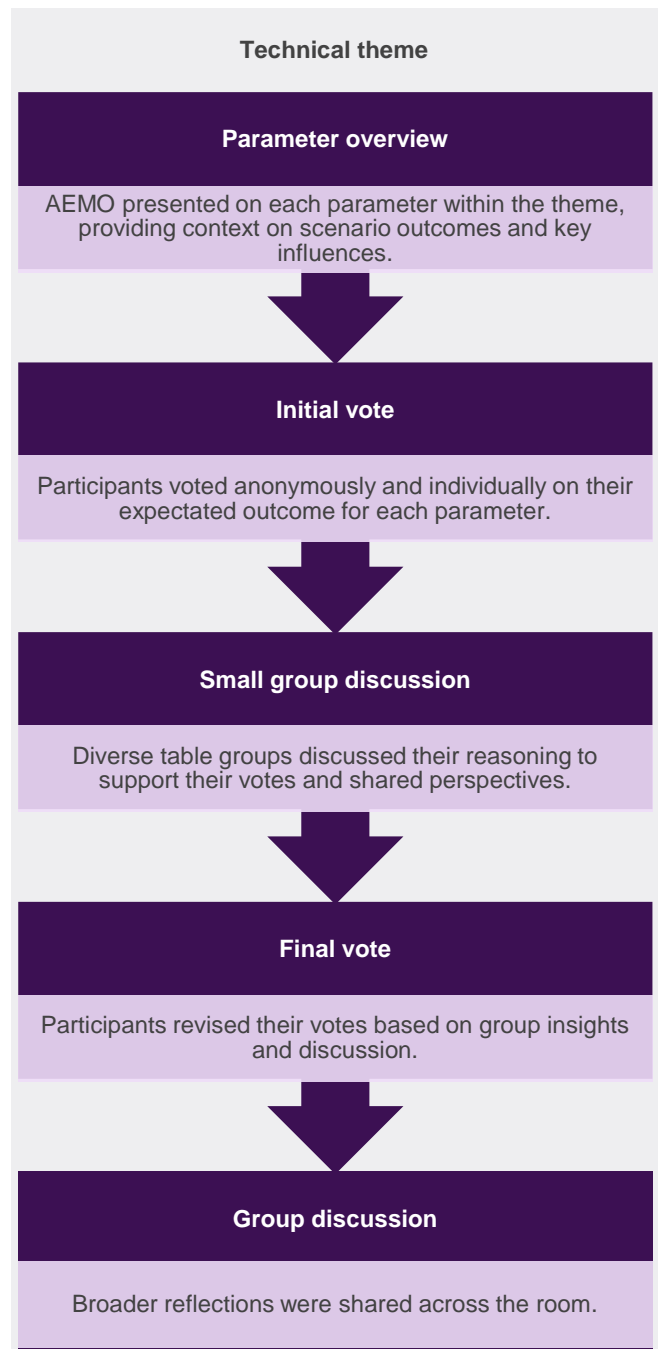 Technical theme
Parameter overview
AEMO presented on each parameter within the theme,
providing context on scenario outcomes and key
influences.
Initial vote
Participants voted anonymously and individually on their
expectated outcome for each parameter.
Small group discussion
Diverse table groups discussed their reasoning to
support their votes and shared perspectives.
Final vote
Participants revised their votes based on group insights
and discussion.
Group discussion
Broader reflections were shared across the room.